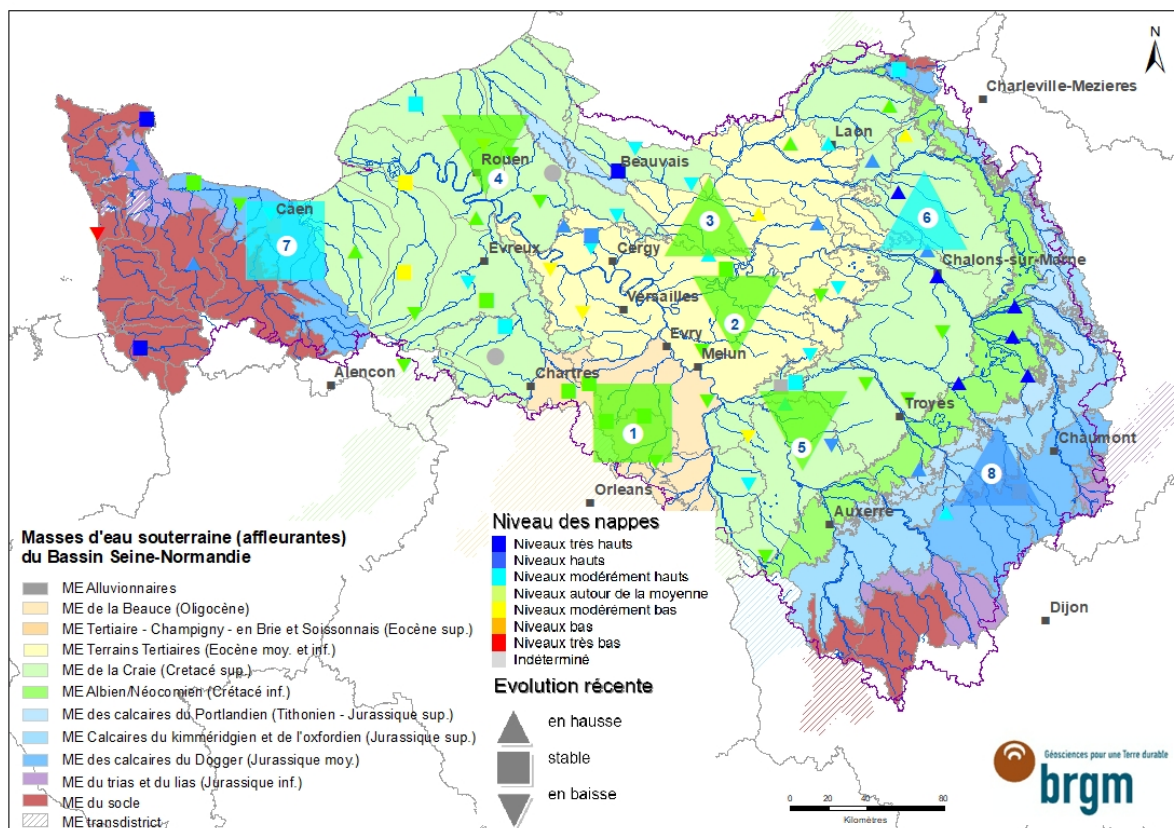 N
Charleville-Mezieres
Laon
Rouen
Beauvais
4
3
6
Caen
7
Evreux
Cergy
Chalons-sur-Marne
Versailles
2
Evry
Melun
Alençon
Chartres
Troyes
1
5
Chaumont
8
Orleans
Auxerre
Dijon
Masses d'eau souterraine (affleurantes)
du Bassin Seine-Normandie
ME Alluvionnaires
ME de la Beauce (Oligocène)
ME Tertiaire - Champigny - en Brie et Soissonnais (Eocène sup.)
ME Terrains Tertiaires (Eocène moy. et inf.)
ME de la Craie (Cretacé sup.)
ME Albien/Néocomien (Crétacé inf.)
ME des calcaires du Portlandien (Tithonien - Jurassique sup.)
ME Calcaires du kimméridgien et de l'oxfordien (Jurassique sup.)
ME des calcaires du Dogger (Jurassique moy.)
ME du trias et du lias (Jurassique inf.)
ME du socle
ME transdistrict
Niveau des nappes
Niveaux très hauts
Niveaux hauts
Niveaux modérément hauts
Niveaux autour de la moyenne
Niveaux modérément bas
Niveaux bas
Niveaux très bas
Indéterminé
Evolution récente
en hausse
stable
en baisse
Géosciences pour une Terre durable
brgm
0 20 40 80
Kilomètres